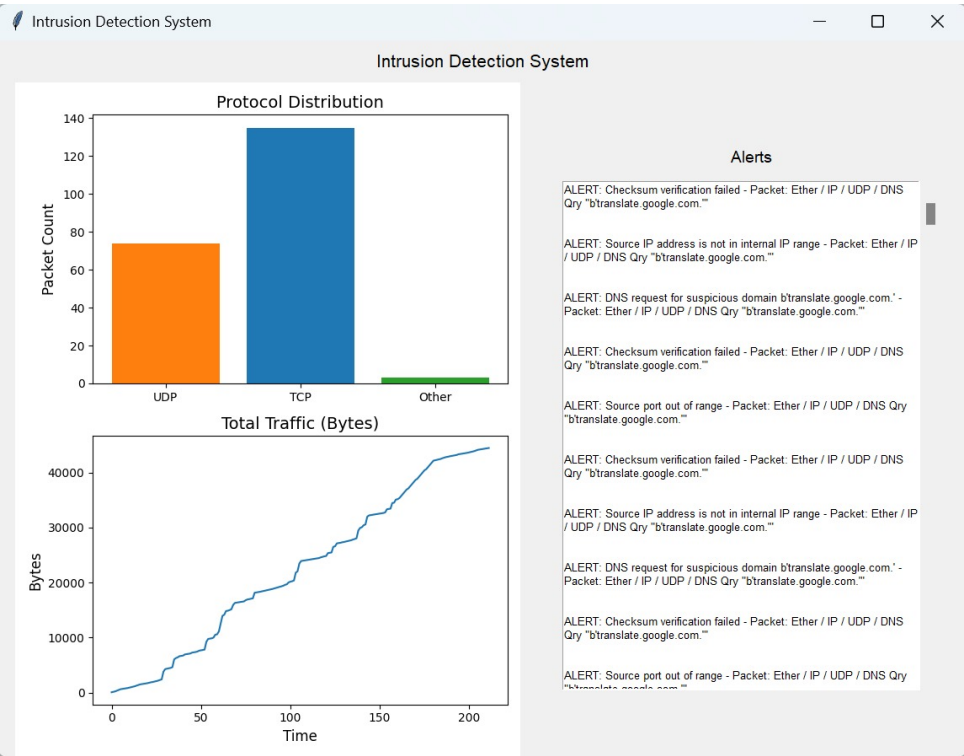 Intrusion Detection System
Intrusion Detection System
Protocol Distribution
140
120
100
80
60
40
20
0
Packet Count
UDP TCP Other
Total Traffic (Bytes)
40000
30000
20000
10000
0
Bytes
0 50 100 150 200
Time
Alerts
ALERT: Checksum verification failed - Packet: Ether / IP / UDP / DNS
Qry "b'translate.google.com.'"
ALERT: Source IP address is not in internal IP range - Packet: Ether / IP
/ UDP / DNS Qry "b'translate.google.com.'"
ALERT: DNS request for suspicious domain b'translate.google.com.' -
Packet: Ether / IP / UDP / DNS Qry "b'translate.google.com.'"
ALERT: Checksum verification failed - Packet: Ether / IP / UDP / DNS
Qry "b'translate.google.com.'"
ALERT: Source port out of range - Packet: Ether / IP / UDP / DNS Qry
"b'translate.google.com.'"
ALERT: Checksum verification failed - Packet: Ether / IP / UDP / DNS
Qry "b'translate.google.com.'"
ALERT: Source IP address is not in internal IP range - Packet: Ether / IP
/ UDP / DNS Qry "b'translate.google.com.'"
ALERT: DNS request for suspicious domain b'translate.google.com.' -
Packet: Ether / IP / UDP / DNS Qry "b'translate.google.com.'"
ALERT: Checksum verification failed - Packet: Ether / IP / UDP / DNS
Qry "b'translate.google.com.'"
ALERT: Source port out of range - Packet: Ether / IP / UDP / DNS Qry